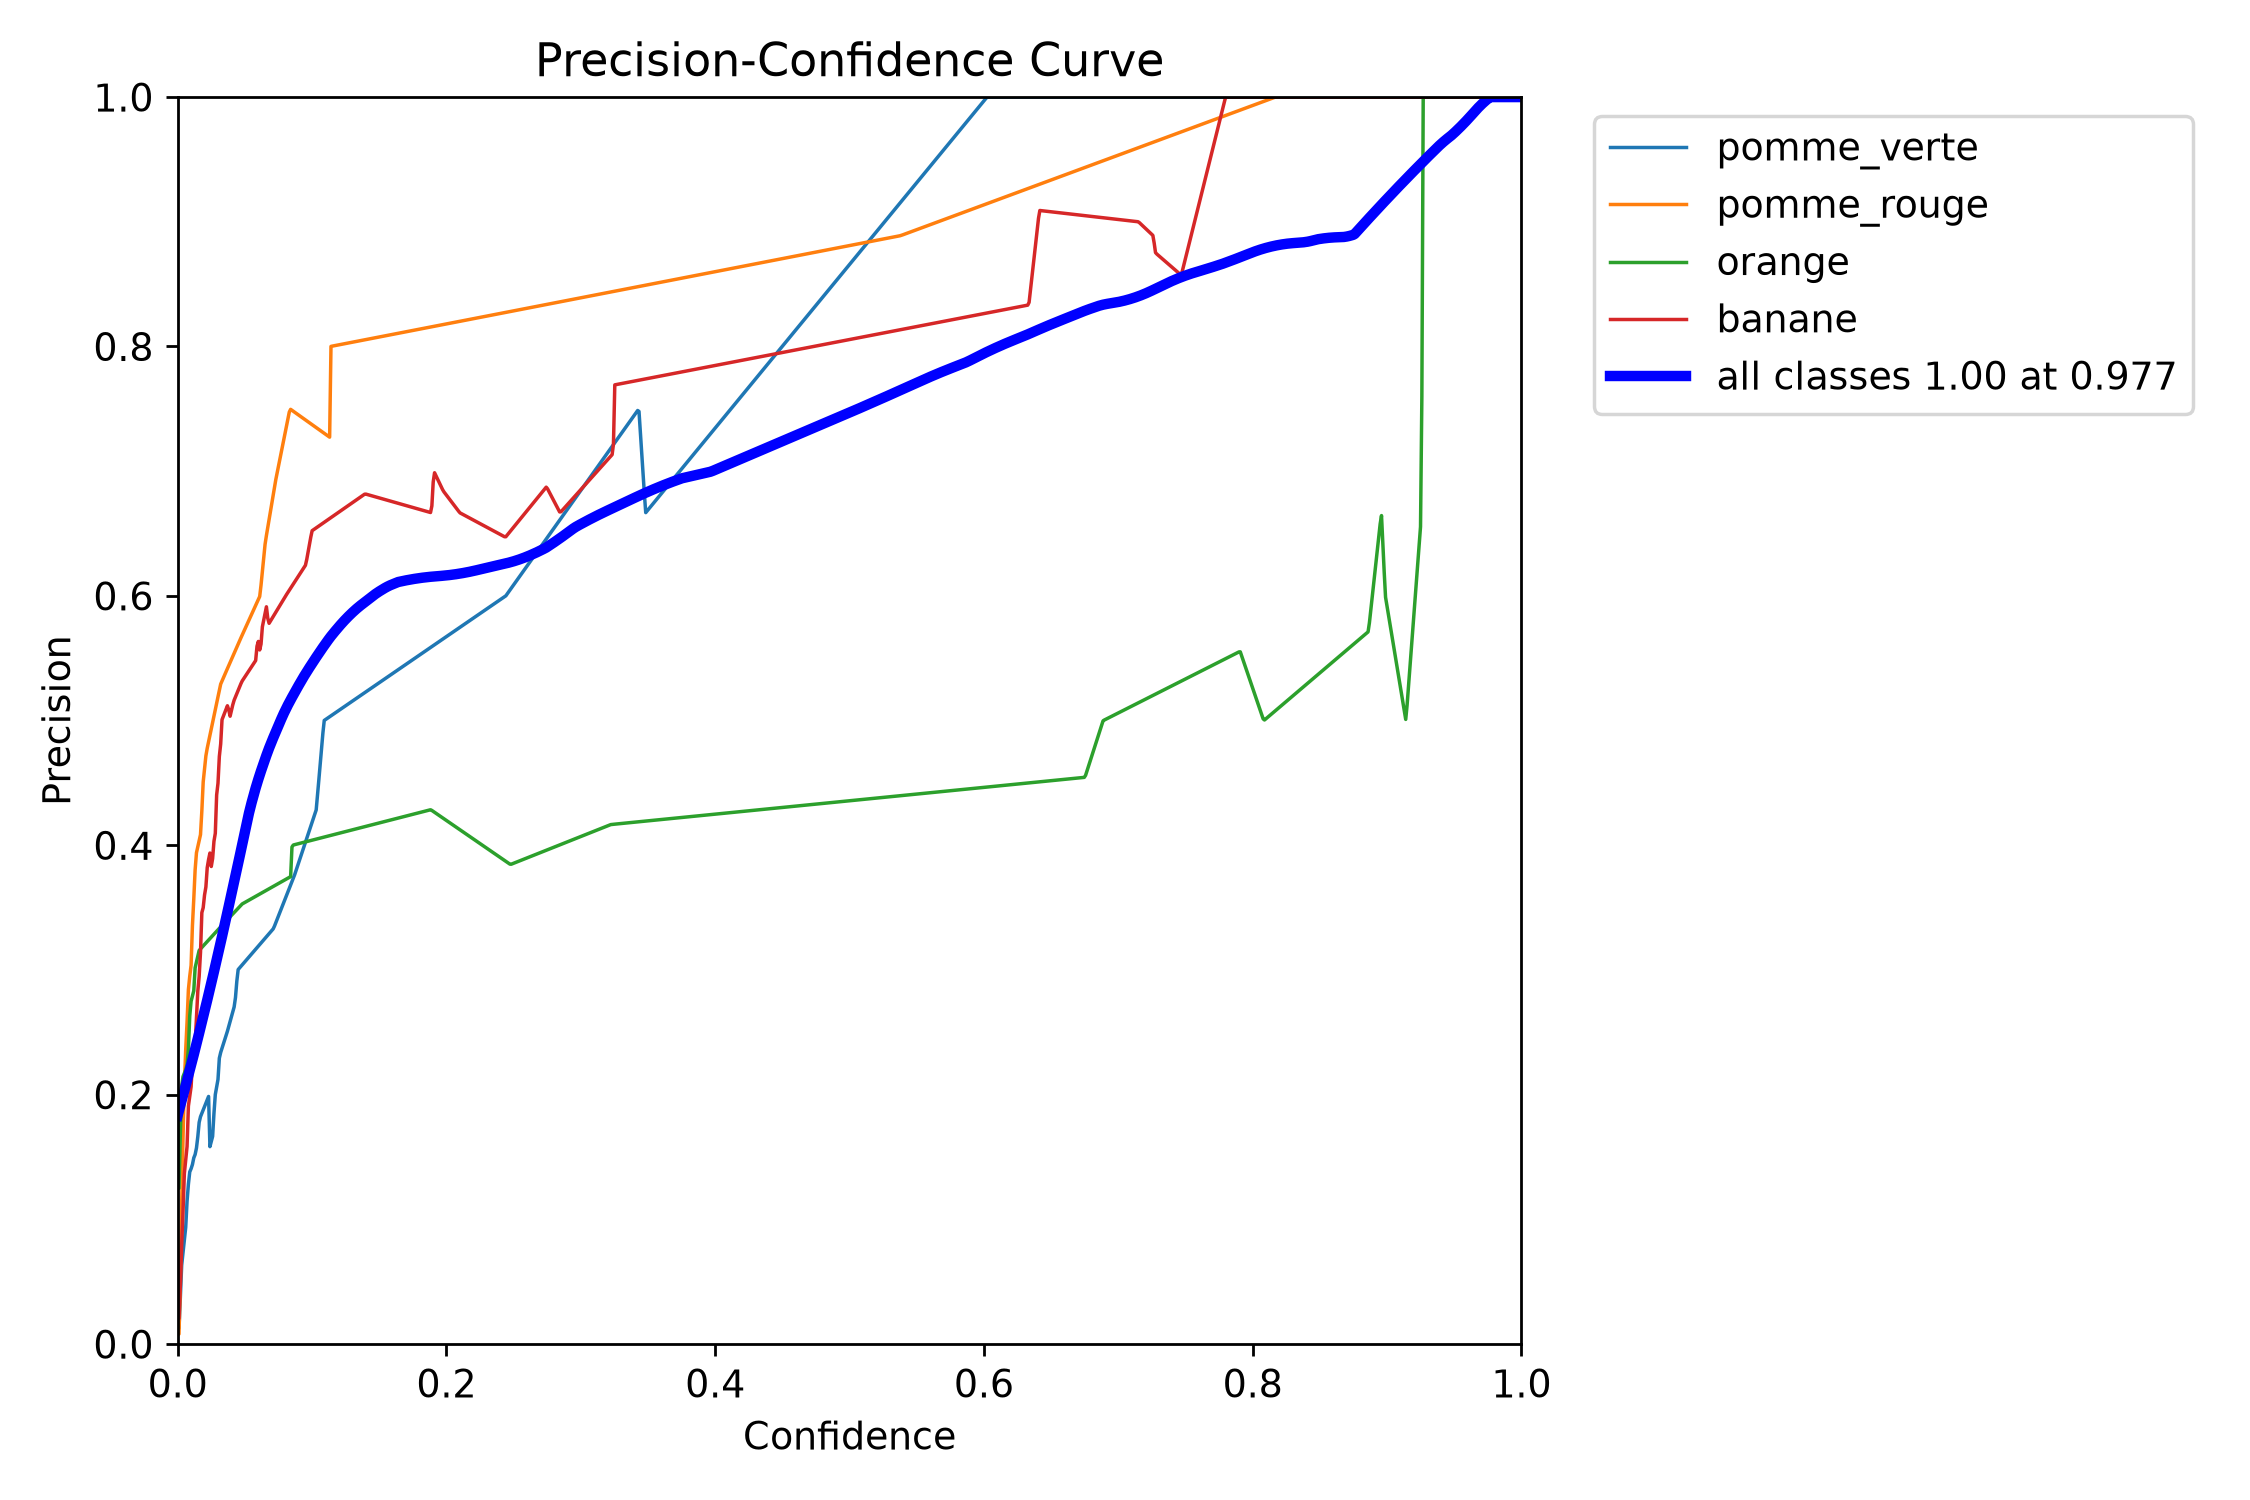 Precision-Confidence Curve
1.0
0.8
0.6
0.4
0.2
0.0
Precision
0.0 0.2 0.4 0.6 0.8 1.0
Confidence
pomme_verte
pomme_rouge
orange
banane
all classes 1.00 at 0.977